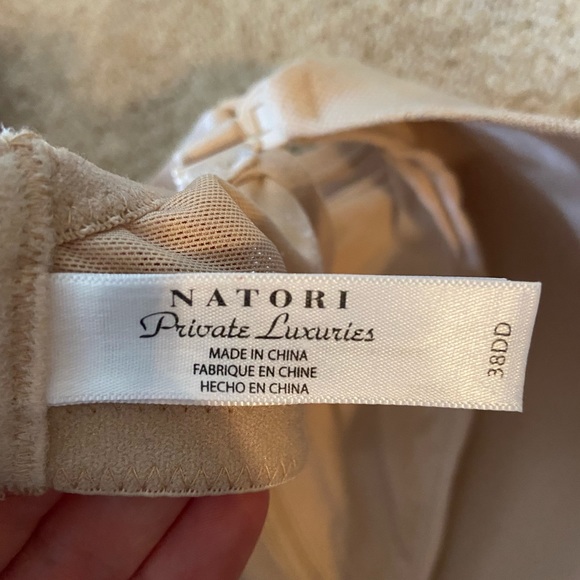 NATORI
Private Luxuries
MADE IN CHINA
FABRIQUE EN CHINE
HECHO EN CHINA
38DD